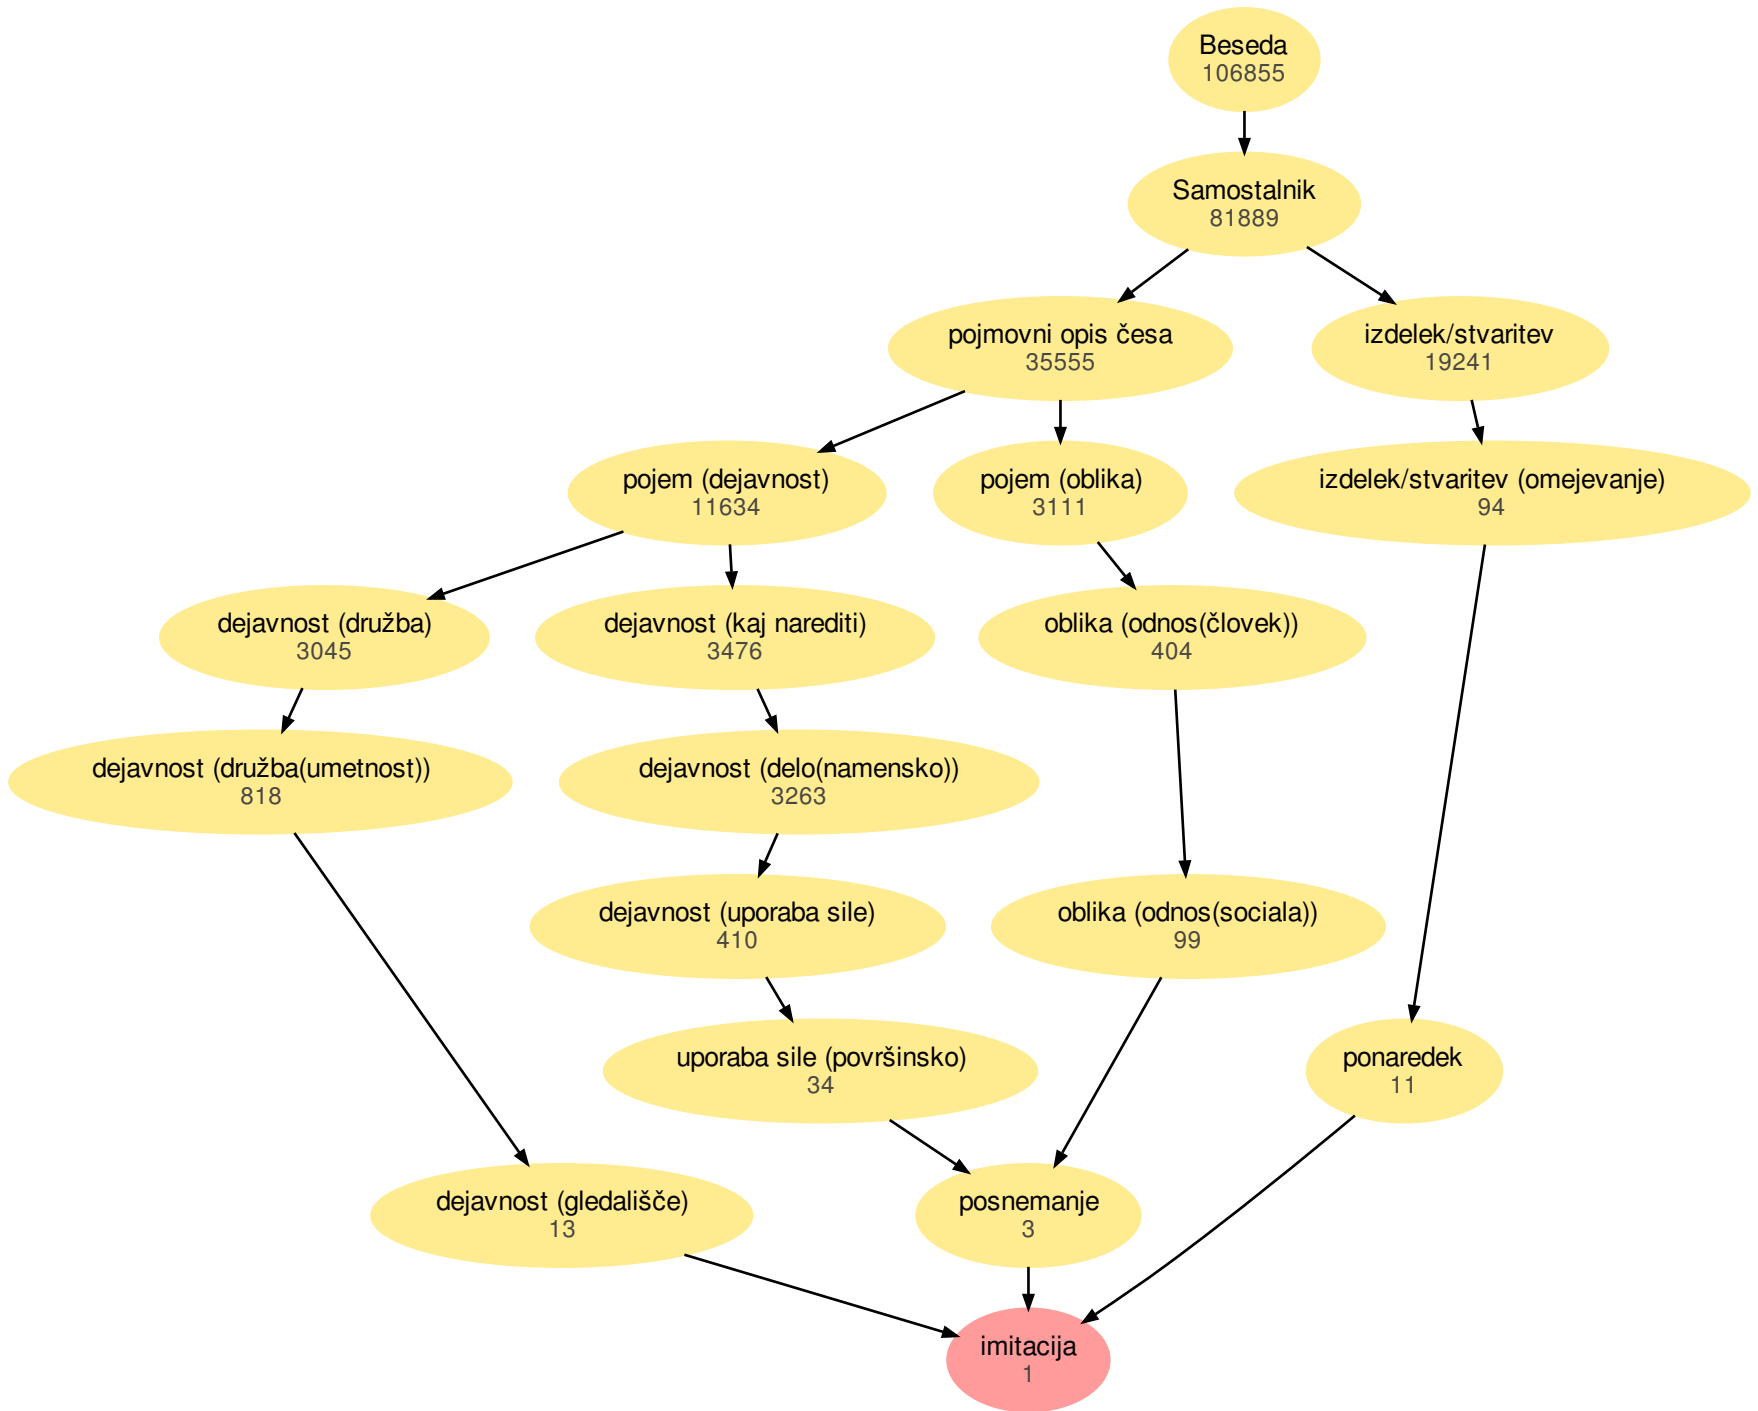 Beseda
106855
Samostalnik
81889
pojmovni opis česa
35555
izdelek/stvaritev
19241
pojem (dejavnost)
11634
pojem (oblika)
3111
izdelek/stvaritev (omejevanje)
94
dejavnost (družba)
3045
dejavnost (kaj narediti)
3476
oblika (odnos(človek))
404
dejavnost (družba(umetnost))
818
dejavnost (delo(namensko))
3263
dejavnost (uporaba sile)
410
oblika (odnos(sociala))
99
uporaba sile (površinsko)
34
ponaredek
11
dejavnost (gledališče)
13
posnemanje
3
imitacija
1